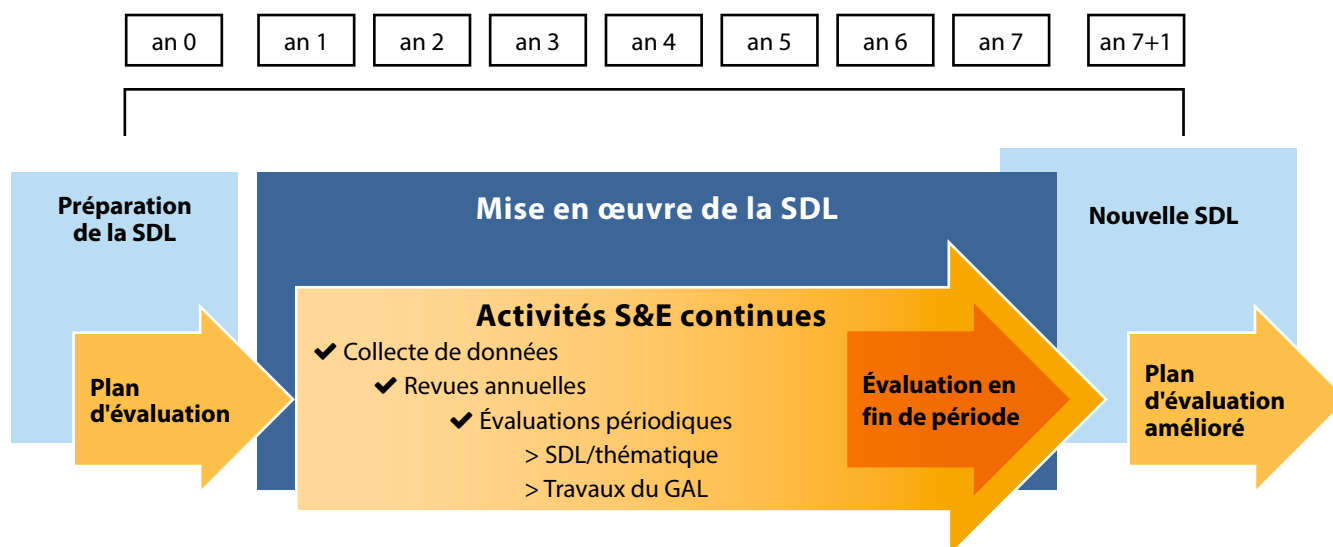 an 0
an 1
an 2
an 3
an 4
an 5
an 6
an 7
an 7+1
Préparation
de la SDL
Mise en œuvre de la SDL
Nouvelle SDL
Activités S&E continues
Collecte de données
Revues annuelles
Évaluations périodiques
> SDL/thématique
> Travaux du GAL
Plan
d'évaluation
Évaluation en
fin de période
Plan
d'évaluation
amélioré